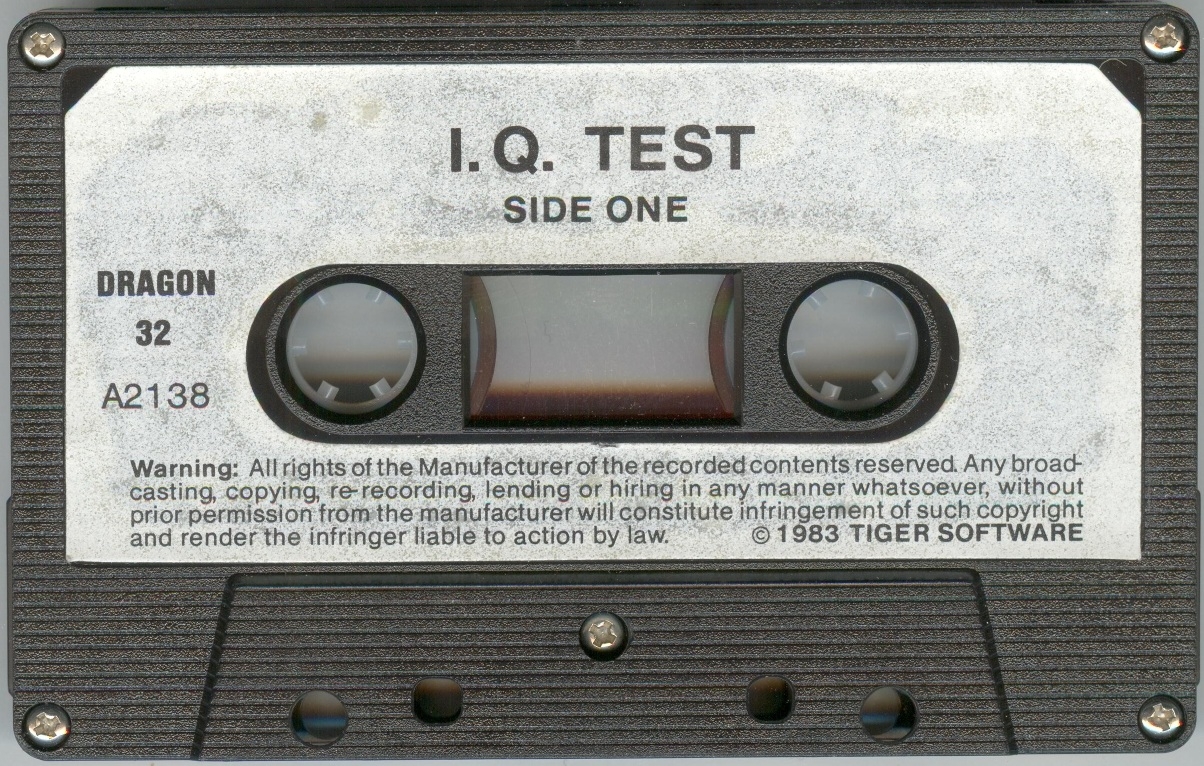 I.Q. TEST
SIDE ONE
DRAGON
32
A2138
Warning: All rights of the Manufacturer of the recorded contents reserved. Any broad-
casting, copying, re-recording, lending or hiring in any manner whatsoever, without
prior permission from the manufacturer will constitute infringement of such copyright
and render the infringer liable to action by law. © 1983 TIGER SOFTWARE